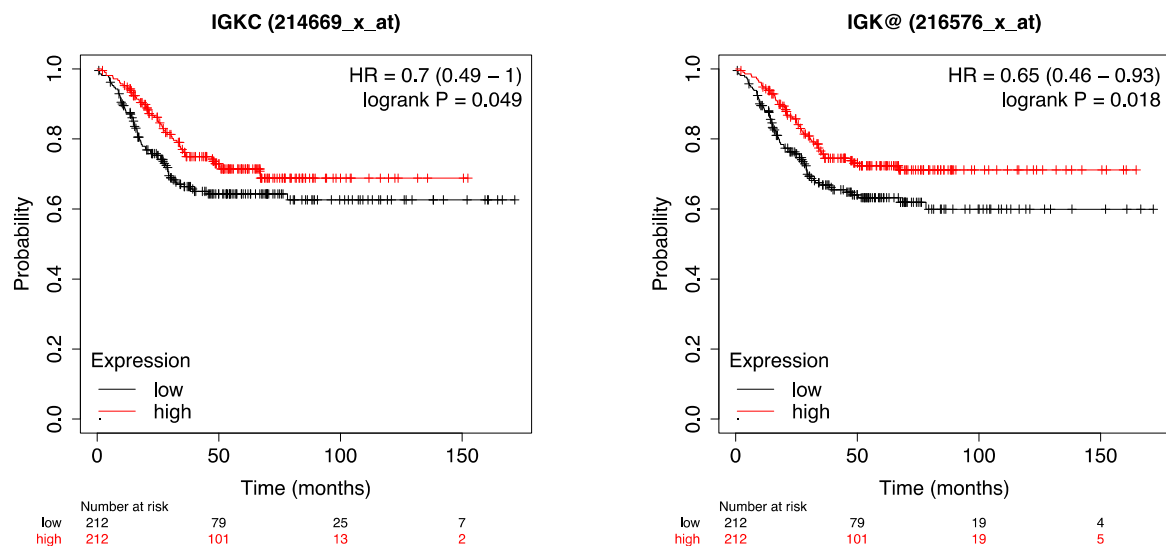 IGKC (214669_x_at)
HR = 0.7 (0.49 − 1)
logrank P = 0.049
1.0
0.8
0.6
0.4
0.2
0.0
Probability
Expression
low
high
0 50 100 150
Time (months)
Number at risk
low 212 79 25 7
high 212 101 13 2
IGK@ (216576_x_at)
HR = 0.65 (0.46 − 0.93)
logrank P = 0.018
1.0
0.8
0.6
0.4
0.2
0.0
Probability
Expression
low
high
0 50 100 150
Time (months)
Number at risk
low 212 79 19 4
high 212 101 19 5